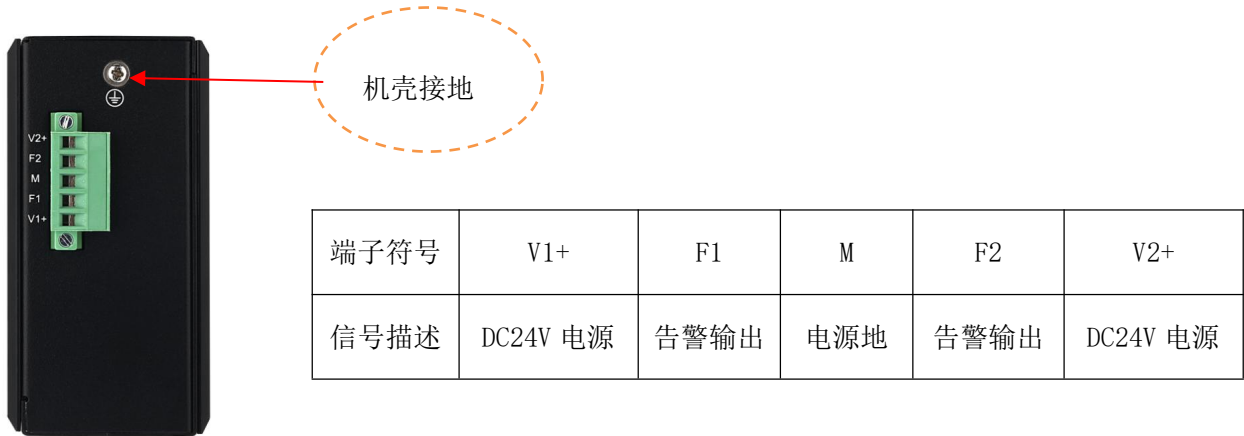 机壳接地
V2+
F2
M
F1
V1+
端子符号 V1+ F1 M F2 V2+
信号描述 DC24V 电源 告警输出 电源地 告警输出 DC24V 电源